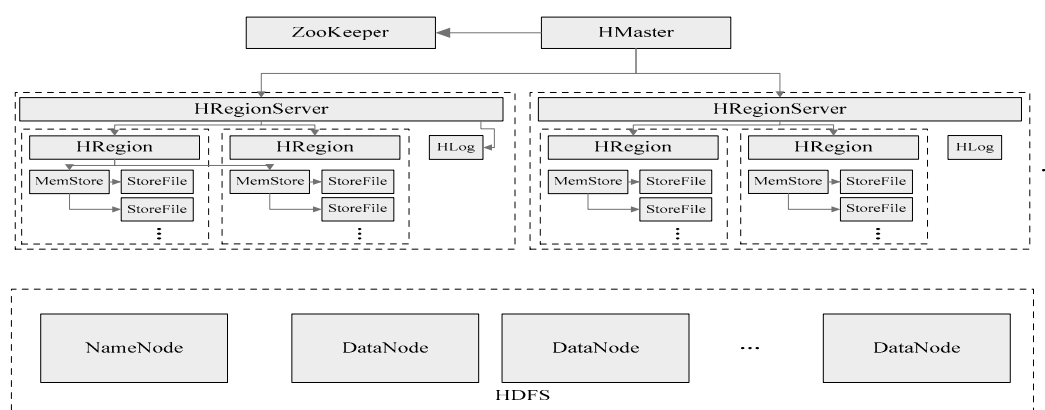 ZooKeeper HMaster
HRegionServer HRegionServer
HRegion HRegion HLog HRegion HRegion HLog
MemStore StoreFile MemStore StoreFile MemStore StoreFile MemStore StoreFile
StoreFile StoreFile StoreFile StoreFile
⋮ ⋮ ⋮ ⋮
NameNode DataNode DataNode ... DataNode
HDFS